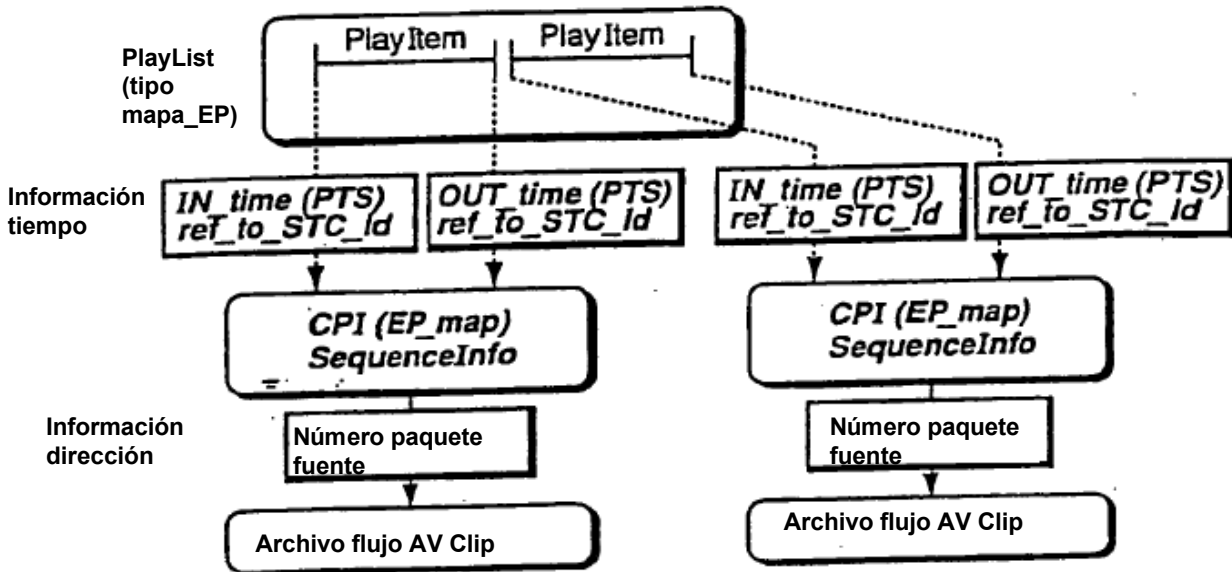 PlayItem PlayItem
PlayList
(tipo
mapa_EP)
Información
tiempo
IN_time (PTS)
ref_to_STC_id
OUT_time (PTS)
ref_to_STC_id
IN_time (PTS)
ref_to_STC_id
OUT_time (PTS)
ref_to_STC_id
CPI (EP_map)
SequenceInfo
CPI (EP_map)
SequenceInfo
Información
dirección
Número paquete
fuente
Número paquete
fuente
Archivo flujo AV Clip
Archivo flujo AV Clip